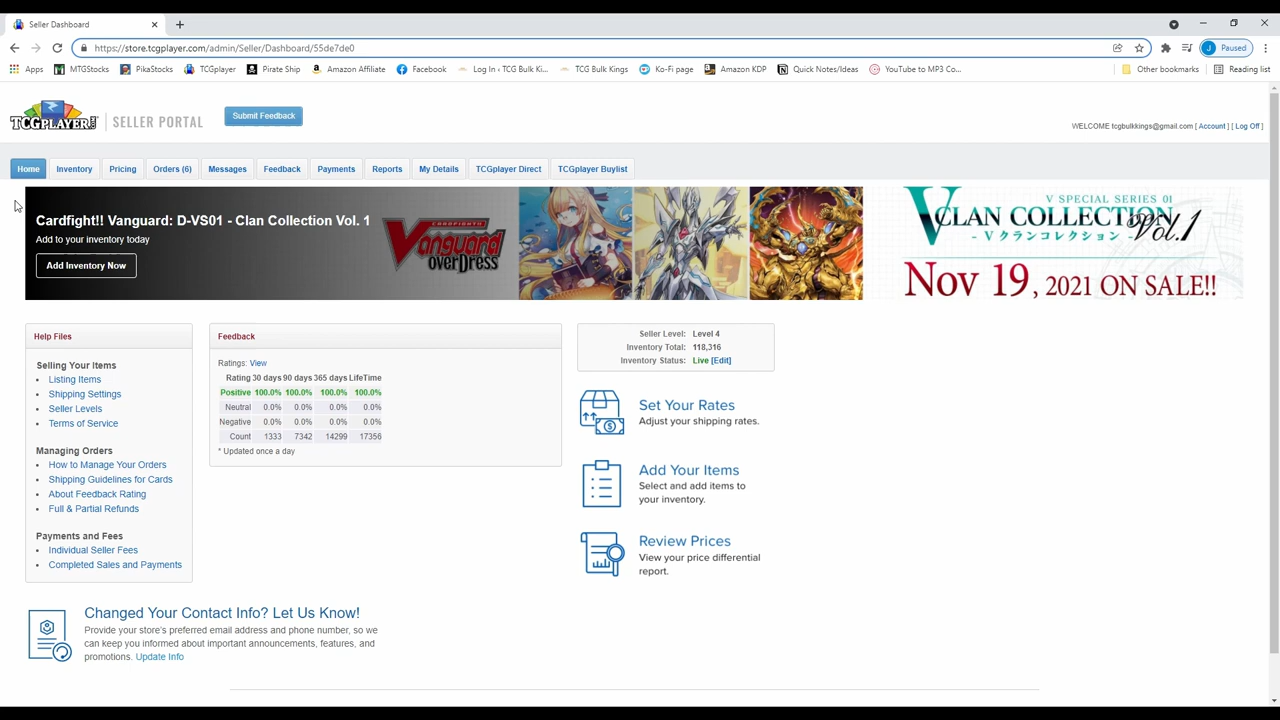 Seller Dashboard
https://store.tcgplayer.com/admin/Seller/Dashboard/55de7de0
J Paused
Apps MTGStocks PikaStocks TCGplayer Pirate Ship Amazon Affiliate Facebook Log In ‹ TCG Bulk Ki... TCG Bulk Kings Ko-Fi page Amazon KDP Quick Notes/Ideas YouTube to MP3 Co... Other bookmarks Reading list
TCGPLAYER SELLER PORTAL Submit Feedback
WELCOME tcgbulkkings@gmail.com [ Account ] [ Log Off ]
Home Inventory Pricing Orders (6) Messages Feedback Payments Reports My Details TCGplayer Direct TCGplayer Buylist
Cardfight!! Vanguard: D-VS01 - Clan Collection Vol. 1
Add to your inventory today
Add Inventory Now
CARDFIGHT!!
Vanguard
overDress
V SPECIAL SERIES 01
V CLAN COLLECTION Vol.1
- V クランコレクション -
Nov 19, 2021 ON SALE!!
Help Files
Selling Your Items
Listing Items
Shipping Settings
Seller Levels
Terms of Service
Managing Orders
How to Manage Your Orders
Shipping Guidelines for Cards
About Feedback Rating
Full & Partial Refunds
Payments and Fees
Individual Seller Fees
Completed Sales and Payments
Feedback
Ratings: View
Rating 30 days 90 days 365 days LifeTime
Positive 100.0% 100.0% 100.0% 100.0%
Neutral 0.0% 0.0% 0.0% 0.0%
Negative 0.0% 0.0% 0.0% 0.0%
Count 1333 7342 14299 17356
* Updated once a day
Seller Level: Level 4
Inventory Total: 118,316
Inventory Status: Live [Edit]
Set Your Rates
Adjust your shipping rates.
Add Your Items
Select and add items to
your inventory.
Review Prices
View your price differential
report.
Changed Your Contact Info? Let Us Know!
Provide your store's preferred email address and phone number, so
we can keep you informed about important announcements, features, and
promotions. Update Info